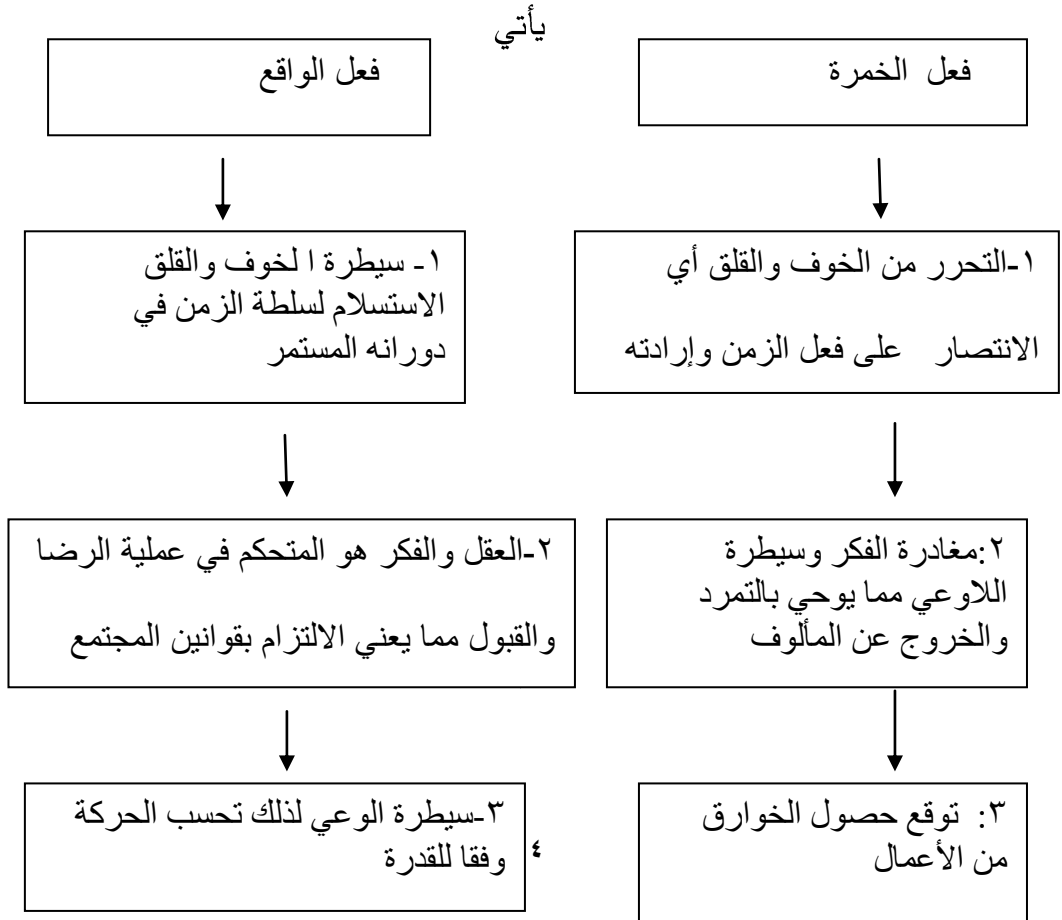 يأتي
فعل الخمرة
فعل الواقع
١-التحرر من الخوف والقلق أي
الانتصار على فعل الزمن وإرادته
١- سيطرة ا لخوف والقلق
الاستسلام لسلطة الزمن في
دورانه المستمر
٢:مغادرة الفكر وسيطرة
اللاوعي مما يوحي بالتمرد
والخروج عن المألوف
٢-العقل والفكر هو المتحكم في عملية الرضا
والقبول مما يعني الالتزام بقوانين المجتمع
٣: توقع حصول الخوارق
من الأعمال
٣-سيطرة الوعي لذلك تحسب الحركة
وفقا للقدرة
٤